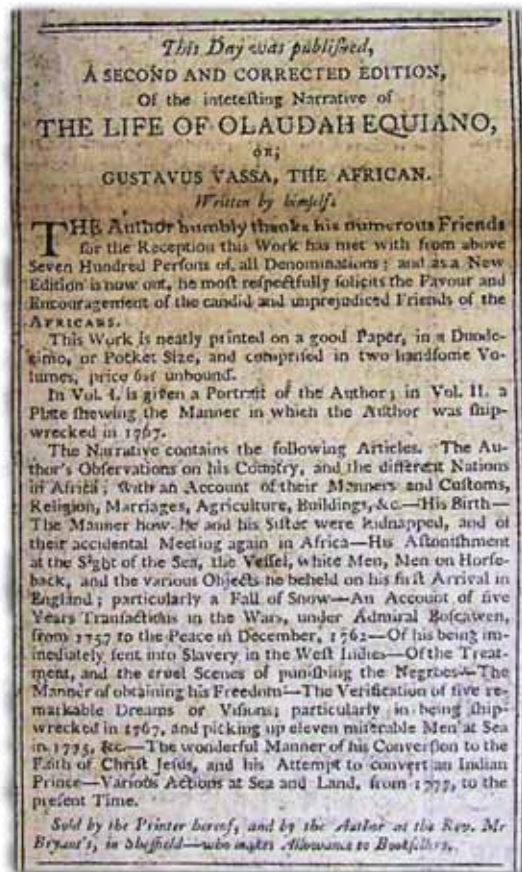 This Day was publiſhed,
A SECOND AND CORRECTED EDITION,
Of the inteteſting Narrative of
THE LIFE OF OLAUDAH EQUIANO,
or;
GUSTAVUS VASSA, THE AFRICAN.
Written by himſelf.
THE Author humbly thanks his numerous Friends
for the Reception this Work has met with from above
Seven Hundred Perſons of all Denominations; and as a New
Edition is now out, he moſt reſpectfully ſolicits the Favour and
Encouragement of the candid and unprejudiced Friends of the
AFRICANS.
This Work is neatly printed on a good Paper, in a Duode-
cimo, or Pocket Size, and compriſed in two handſome Vo-
lumes, price unbound.
In Vol. I. is given a Portrait of the Author; in Vol. II. a
Plate ſhewing the Manner in which the Author was ſhip-
wrecked in 1767.
The Narrative contains the following Articles. The Au-
thor's Obſervations on his Country, and the different Nations
in Africa; with an Account of their Manners and Cuſtoms,
Religion, Marriages, Agriculture, Buildings, &c.—His Birth—
The Manner how he and his Siſter were kidnapped, and of
their accidental Meeting again in Africa—His Aſtoniſhment
at the Sight of the Sea, the Veſſel, white Men, Men on Horſe-
back, and the various Objects he beheld on his firſt Arrival in
England; particularly a Fall of Snow—An Account of five
Years Tranſactions in the Wars, under Admiral Boſcawen,
from 1757 to the Peace in December, 1762—Of his being im-
mediately ſent into Slavery in the Weſt Indies—Of the Treat-
ment, and the cruel Scenes of puniſhing the Negroes—The
Manner of obtaining his Freedom—The Verification of five re-
markable Dreams or Viſions; particularly in being ſhip-
wrecked in 1767, and picking up eleven miſerable Men at Sea
in &c.—The wonderful Manner of his Converſion to the
Faith of Chriſt Jeſus, and his Attempt to convert an Indian
Prince—Various Actions at Sea and Land, from 1777, to the
preſent Time.
Sold by the Printer hereof, and by the Author at the Rev. Mr
Bryant's, in Sheffield—who makes Allowance to Bookſellers.